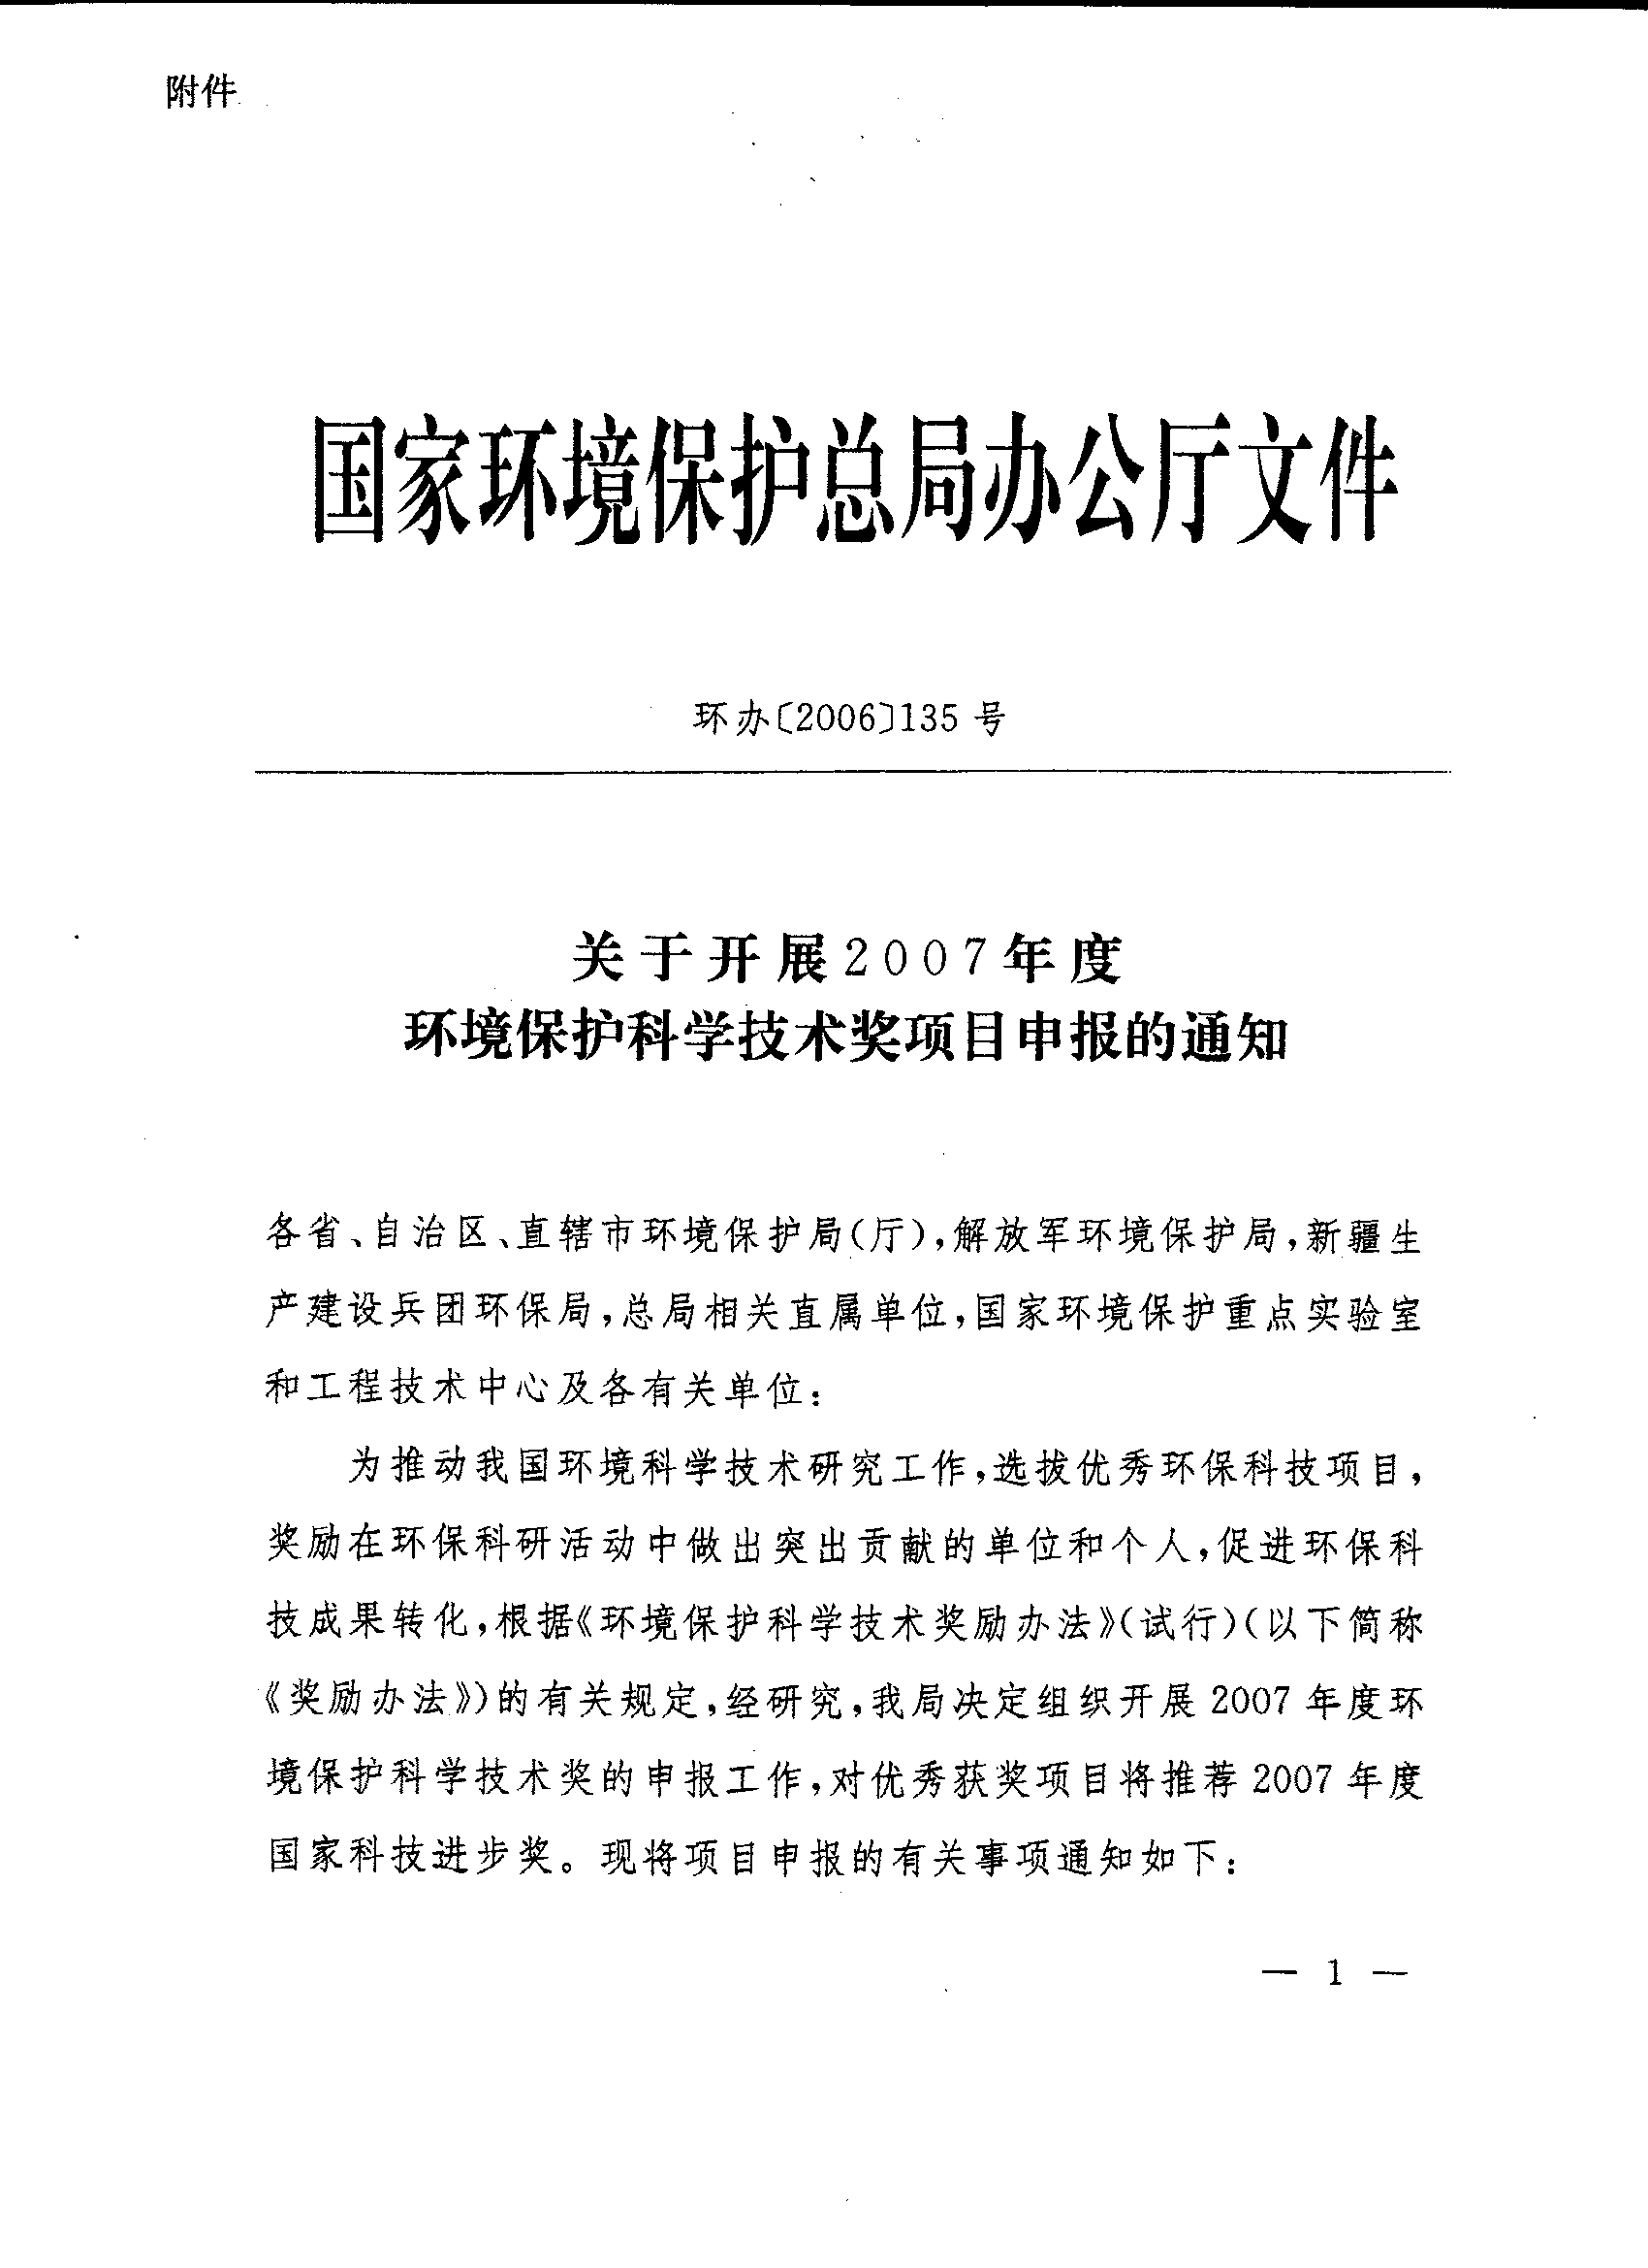 附件
国家环境保护总局办公厅文件
环办〔2006〕135 号
关于开展2007年度
环境保护科学技术奖项目申报的通知
各省、自治区、直辖市环境保护局(厅),解放军环境保护局,新疆生
产建设兵团环保局,总局相关直属单位,国家环境保护重点实验室
和工程技术中心及各有关单位:
为推动我国环境科学技术研究工作,选拔优秀环保科技项目,
奖励在环保科研活动中做出突出贡献的单位和个人,促进环保科
技成果转化,根据《环境保护科学技术奖励办法》(试行)(以下简称
《奖励办法》)的有关规定,经研究,我局决定组织开展 2007 年度环
境保护科学技术奖的申报工作,对优秀获奖项目将推荐 2007 年度
国家科技进步奖。现将项目申报的有关事项通知如下:
— 1 —